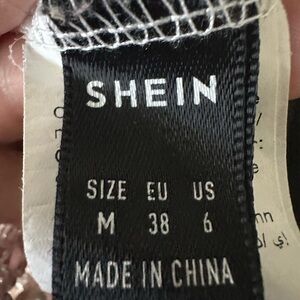 SHEIN
SIZE EU US
M 38 6
MADE IN CHINA